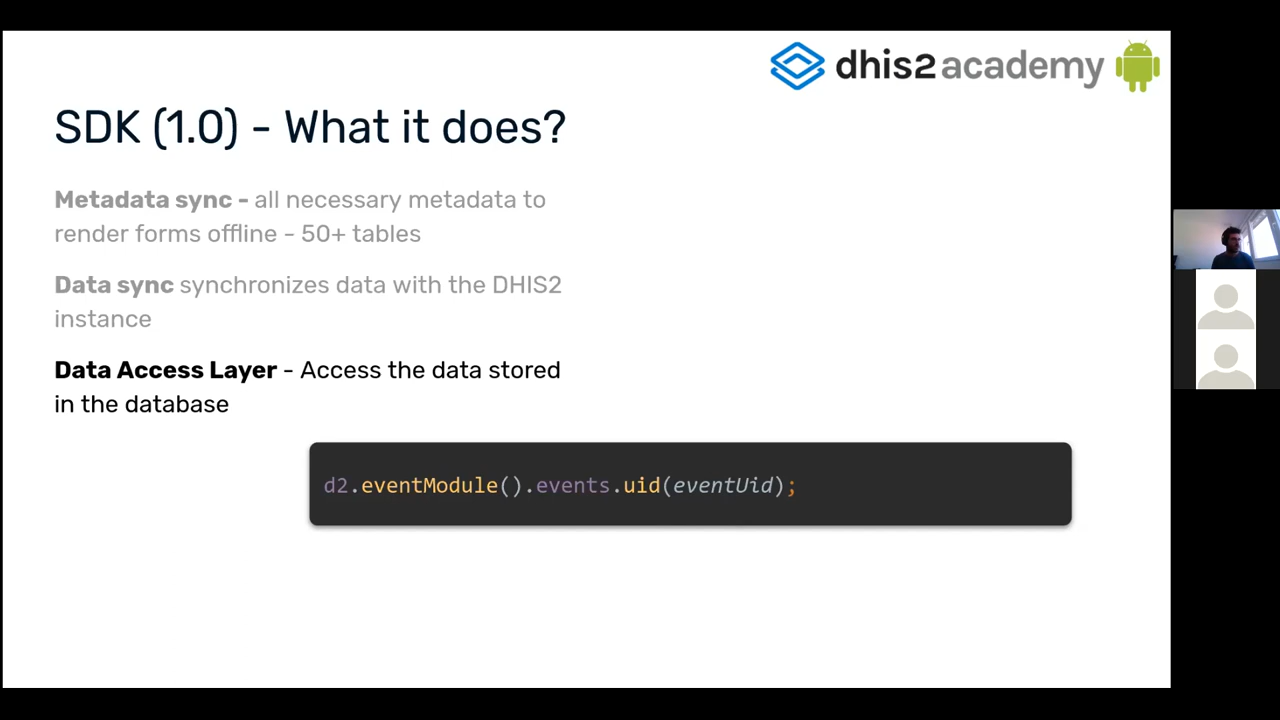 dhis2 academy
SDK (1.0) - What it does?
Metadata sync - all necessary metadata to
render forms offline - 50+ tables
Data sync synchronizes data with the DHIS2
instance
Data Access Layer - Access the data stored
in the database
d2.eventModule().events.uid(eventUid);